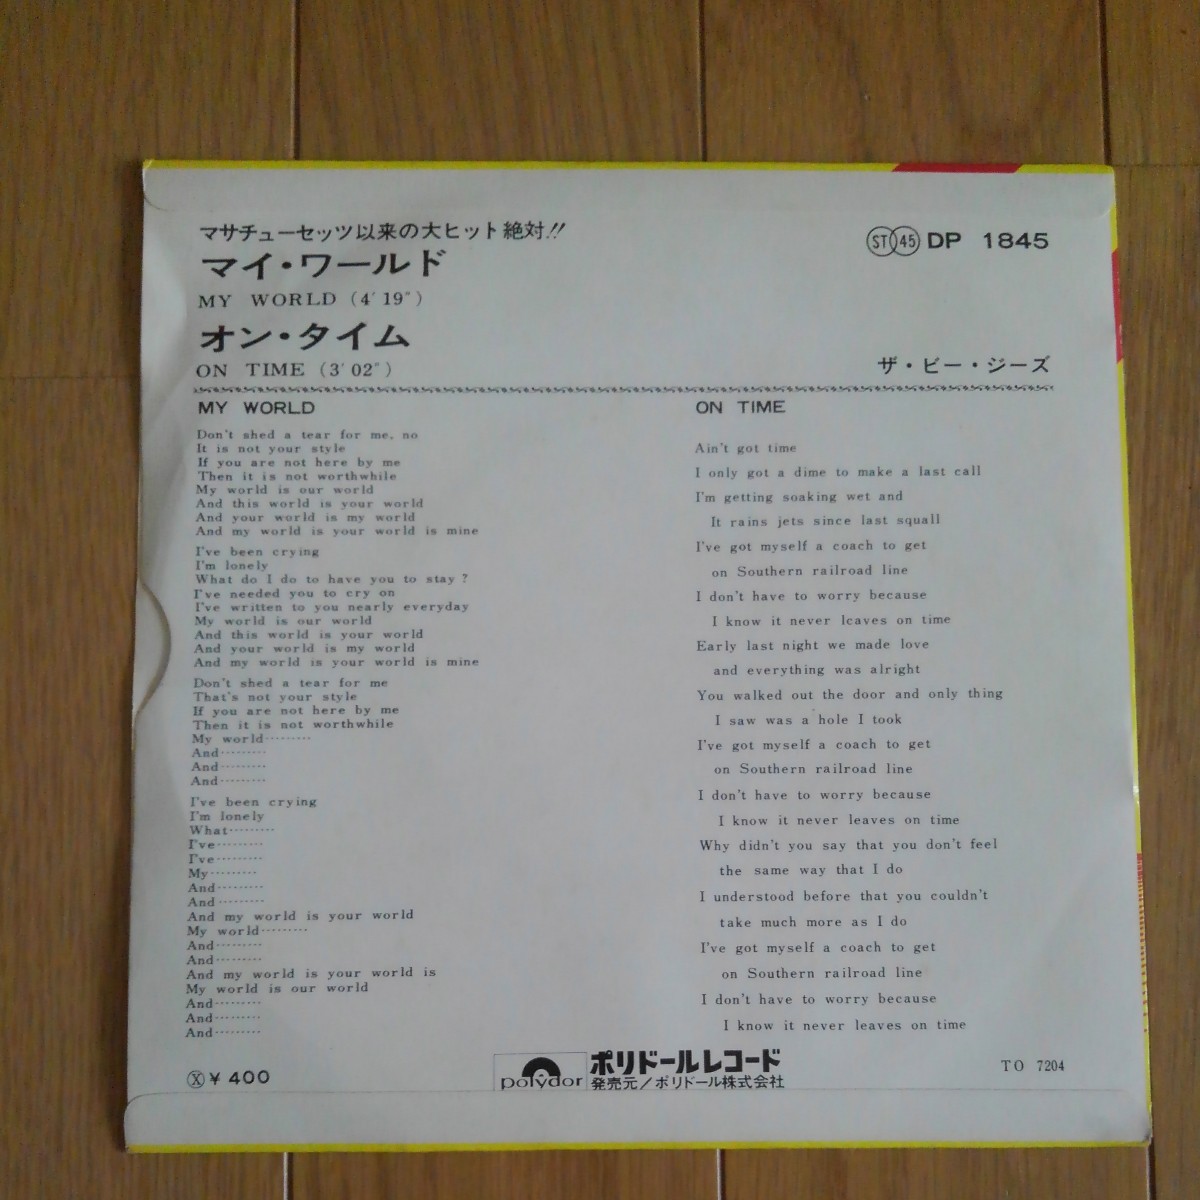 マサチューセッツ以来の大ヒット絶対!!
マイ・ワールド
MY WORLD (4′19″)
オン・タイム
ON TIME (3′02″)
ST 45 DP 1845
ザ・ビー・ジーズ
MY WORLD
Don't shed a tear for me, no
It is not your style
If you are not here by me
Then it is not worthwhile
My world is our world
And this world is your world
And your world is my world
And my world is your world is mine
I've been crying
I'm lonely
What do I do to have you to stay?
I've needed you to cry on
I've written to you nearly everyday
My world is our world
And this world is your world
And your world is my world
And my world is your world is mine
Don't shed a tear for me
That's not your style
If you are not here by me
Then it is not worthwhile
My world·········
And·········
And·········
And·········
I've been crying
I'm lonely
What·········
I've·········
I've·········
My·········
And·········
And·········
And my world is your world
My world·········
And·········
And·········
And my world is your world is
My world is our world
And·········
And·········
And·········
ON TIME
Ain't got time
I only got a dime to make a last call
I'm getting soaking wet and
It rains jets since last squall
I've got myself a coach to get
on Southern railroad line
I don't have to worry because
I know it never lcaves on time
Early last night we made love
and everything was alright
You walked out the door and only thing
I saw was a hole I took
I've got myself a coach to get
on Southern railroad line
I don't have to worry because
I know it never leaves on time
Why didn't you say that you don't feel
the same way that I do
I understood before that you couldn't
take much more as I do
I've got myself a coach to get
on Southern railroad line
I don't have to worry because
I know it never leaves on time
Ⓧ¥400
polydor
ポリドールレコード
発売元/ポリドール株式会社
TO 7204